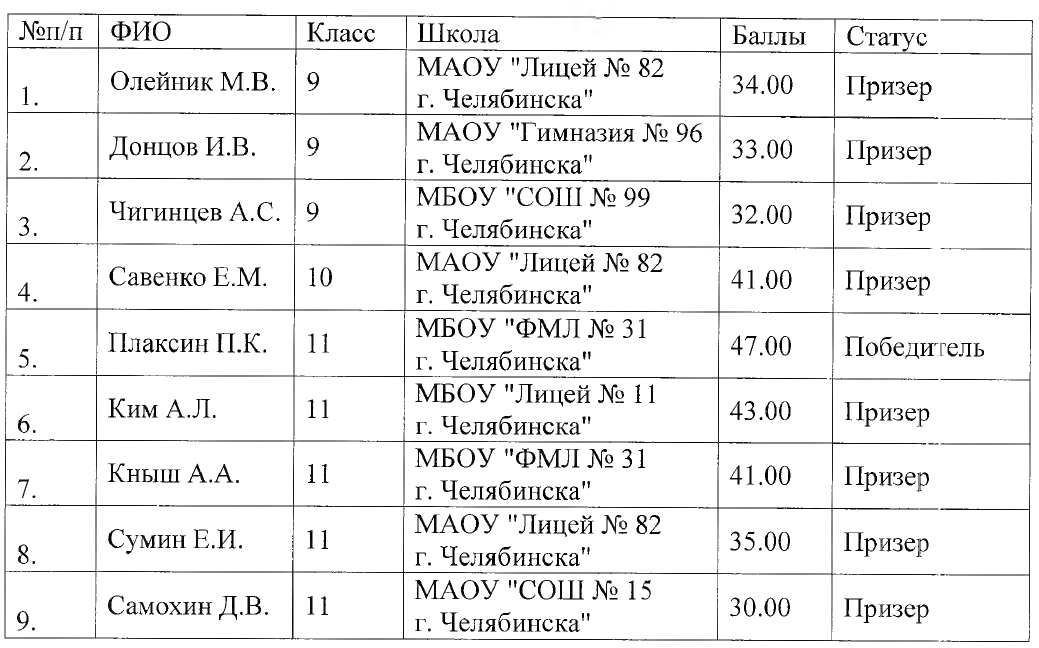 №п/п ФИО Класс Школа Баллы Статус
1. Олейник М.В. 9 МАОУ "Лицей № 82 34.00 Призер
г. Челябинска"
2. Донцов И.В. 9 МАОУ "Гимназия № 96 33.00 Призер
г. Челябинска"
3. Чигинцев А.С. 9 МБОУ "СОШ № 99 32.00 Призер
г. Челябинска"
4. Савенко Е.М. 10 МАОУ "Лицей № 82 41.00 Призер
г. Челябинска"
5. Плаксин П.К. 11 МБОУ "ФМЛ № 31 47.00 Победитель
г. Челябинска"
6. Ким А.Л. 11 МБОУ "Лицей № 11 43.00 Призер
г. Челябинска"
7. Кныш А.А. 11 МБОУ "ФМЛ № 31 41.00 Призер
г. Челябинска"
8. Сумин Е.И. 11 МАОУ "Лицей № 82 35.00 Призер
г. Челябинска"
9. Самохин Д.В. 11 МАОУ "СОШ № 15 30.00 Призер
г. Челябинска"